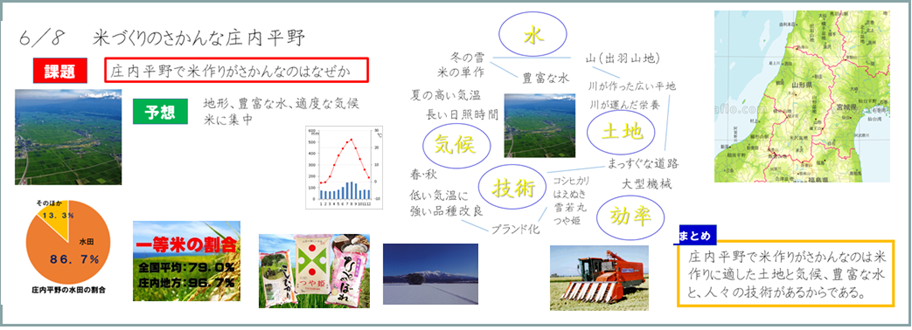 6/8　米づくりのさかんな庄内平野
課題
庄内平野で米作りがさかんなのはなぜか
予想
地形、豊富な水、適度な気候
米に集中
そのほか
13.3%
水田
86.7%
庄内平野の水田の割合
一等米の割合
全国平均:79.0%
庄内地方:96.7%
つや姫
はえぬき
水
冬の雪
米の単作
山(出羽山地)
豊富な水
夏の高い気温
長い日照時間
川が作った広い平地
川が運んだ栄養
気候
土地
まっすぐな道路
春・秋
技術
コシヒカリ
はえぬき
雪若丸
つや姫
大型機械
低い気温に
強い品種改良
効率
ブランド化
山形県
宮城県
福島県
まとめ
庄内平野で米作りがさかんなのは米
作りに適した土地と気候、豊富な水
と、人々の技術があるからである。